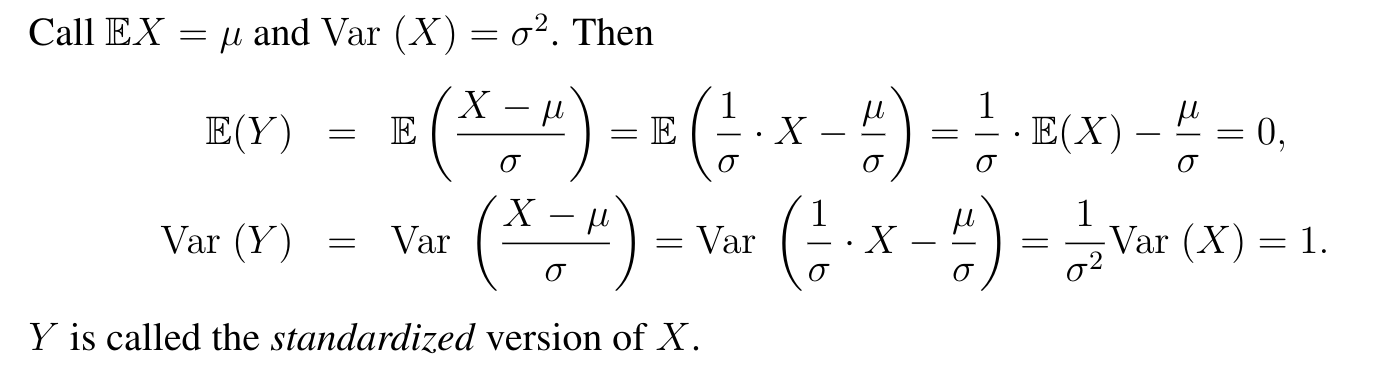 Call 𝔼X = μ and Var (X) = σ². Then
𝔼(Y) = 𝔼((X − μ)/σ) = 𝔼(1/σ · X − μ/σ) = 1/σ · 𝔼(X) − μ/σ = 0,
Var (Y) = Var ((X − μ)/σ) = Var (1/σ · X − μ/σ) = 1/σ² Var (X) = 1.
Y is called the standardized version of X.